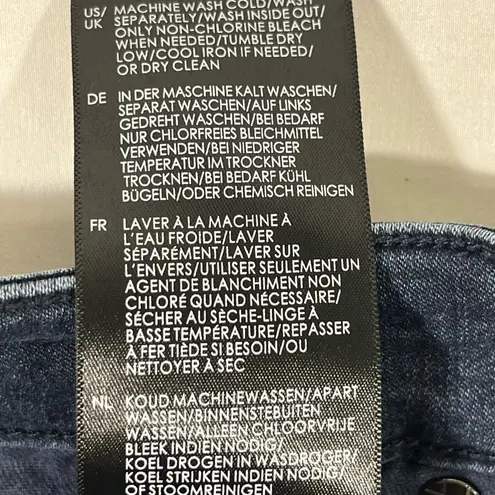 US/ MACHINE WASH COLD/WASH
UK SEPARATELY/WASH INSIDE OUT/
ONLY NON-CHLORINE BLEACH
WHEN NEEDED/TUMBLE DRY
LOW/COOL IRON IF NEEDED/
OR DRY CLEAN
DE IN DER MASCHINE KALT WASCHEN/
SEPARAT WASCHEN/AUF LINKS
GEDREHT WASCHEN/BEI BEDARF
NUR CHLORFREIES BLEICHMITTEL
VERWENDEN/BEI NIEDRIGER
TEMPERATUR IM TROCKNER
TROCKNEN/BEI BEDARF KÜHL
BÜGELN/ODER CHEMISCH REINIGEN
FR LAVER À LA MACHINE À
L'EAU FROIDE/LAVER
SÉPARÉMENT/LAVER SUR
L'ENVERS/UTILISER SEULEMENT UN
AGENT DE BLANCHIMENT NON
CHLORÉ QUAND NÉCESSAIRE/
SÉCHER AU SÈCHE-LINGE À
BASSE TEMPÉRATURE/REPASSER
À FER TIÈDE SI BESOIN/OU
NETTOYER À SEC
NL KOUD MACHINEWASSEN/APART
WASSEN/BINNENSTEBUITEN
WASSEN/ALLEEN CHLOORVRIJE
BLEEK INDIEN NODIG/
KOEL DROGEN IN WASDROGER/
KOEL STRIJKEN INDIEN NODIG/
OF STOOMREINIGEN